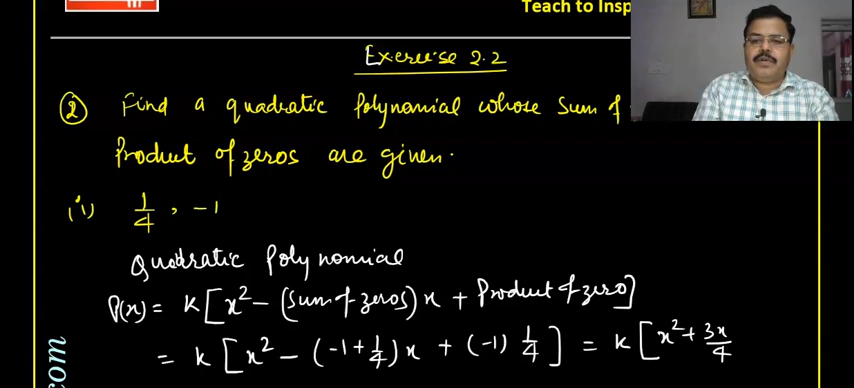 Teach to Insp
Exercise 2.2
② Find a quadratic Polynomial whose Sum of
Product of zeros are given.
(i) 1/4, -1
Quadratic Polynomial
P(x) = K[x² - (Sum of zeros)x + Product of zero]
= K[x² - (-1 + 1/4)x + (-1) 1/4] = K[x² + 3x/4
com